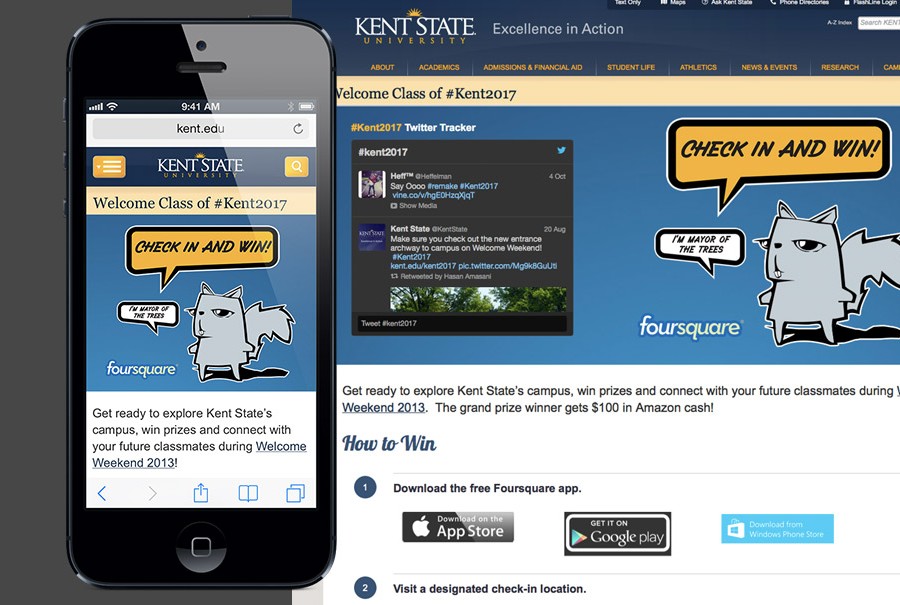 9:41 AM
kent.edu
KENT STATE
UNIVERSITY
Welcome Class of #Kent2017
CHECK IN AND WIN!
I'M MAYOR OF
THE TREES
foursquare
Get ready to explore Kent State's
campus, win prizes and connect with
your future classmates during Welcome
Weekend 2013!
Text Only Maps Ask Kent State Phone Directories FlashLine Login
KENT STATE
UNIVERSITY
Excellence in Action
A-Z Index Search KENT
ABOUT ACADEMICS ADMISSIONS & FINANCIAL AID STUDENT LIFE ATHLETICS NEWS & EVENTS RESEARCH CAM
Welcome Class of #Kent2017
#Kent2017 Twitter Tracker
#kent2017
Heff™ @Heffelman 4 Oct
Say Oooo #remake #Kent2017
vine.co/v/hgE0HzqXjqT
Show Media
Kent State @KentState 20 Aug
Make sure you check out the new entrance
archway to campus on Welcome Weekend!
#Kent2017
kent.edu/kent2017 pic.twitter.com/Mg9k8GuUti
Retweeted by Hasan Amasani
Tweet #kent2017
CHECK IN AND WIN!
I'M MAYOR OF
THE TREES
foursquare
Get ready to explore Kent State's campus, win prizes and connect with your future classmates during
Weekend 2013. The grand prize winner gets $100 in Amazon cash!
How to Win
1 Download the free Foursquare app.
Download on the
App Store
GET IT ON
Google play
Download from
Windows Phone Store
2 Visit a designated check-in location.